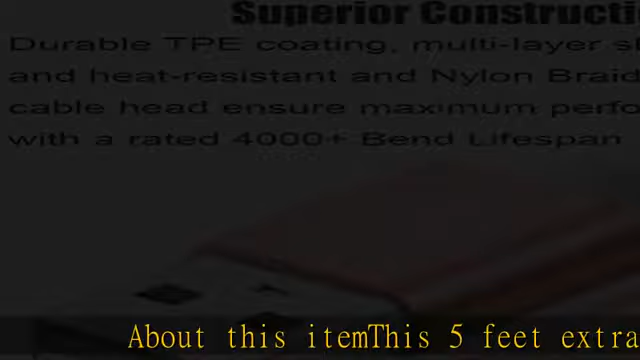 Superior Constructi
Durable TPE coating, multi-layer s
and heat-resistant and Nylon Braid
cable head ensure maximum perfo
with a rated 4000+ Bend Lifespan
About this itemThis 5 feet extra